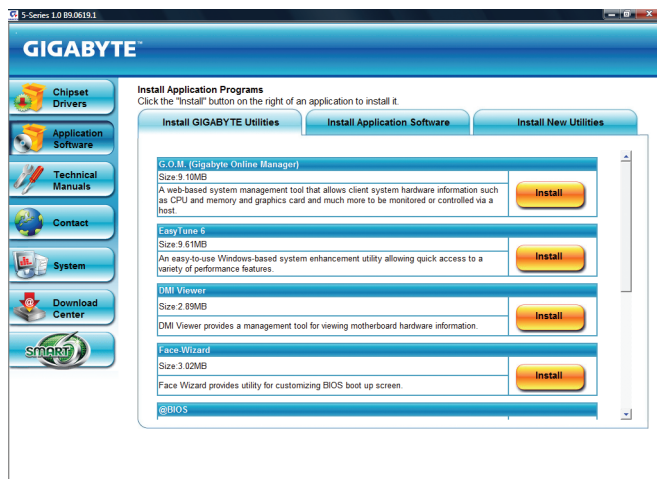 5-Series 1.0 B9.0619.1
GIGABYTE™
Chipset
Drivers
Application
Software
Technical
Manuals
Contact
System
Download
Center
SMART
Install Application Programs
Click the "Install" button on the right of an application to install it.
Install GIGABYTE Utilities
Install Application Software
Install New Utilities
G.O.M. (Gigabyte Online Manager)
Size:9.10MB
A web-based system management tool that allows client system hardware information such
as CPU and memory and graphics card and much more to be monitored or controlled via a
host.
Install
EasyTune 6
Size:9.61MB
An easy-to-use Windows-based system enhancement utility allowing quick access to a
variety of performance features.
Install
DMI Viewer
Size:2.89MB
DMI Viewer provides a management tool for viewing motherboard hardware information.
Install
Face-Wizard
Size:3.02MB
Face Wizard provides utility for customizing BIOS boot up screen.
Install
@BIOS